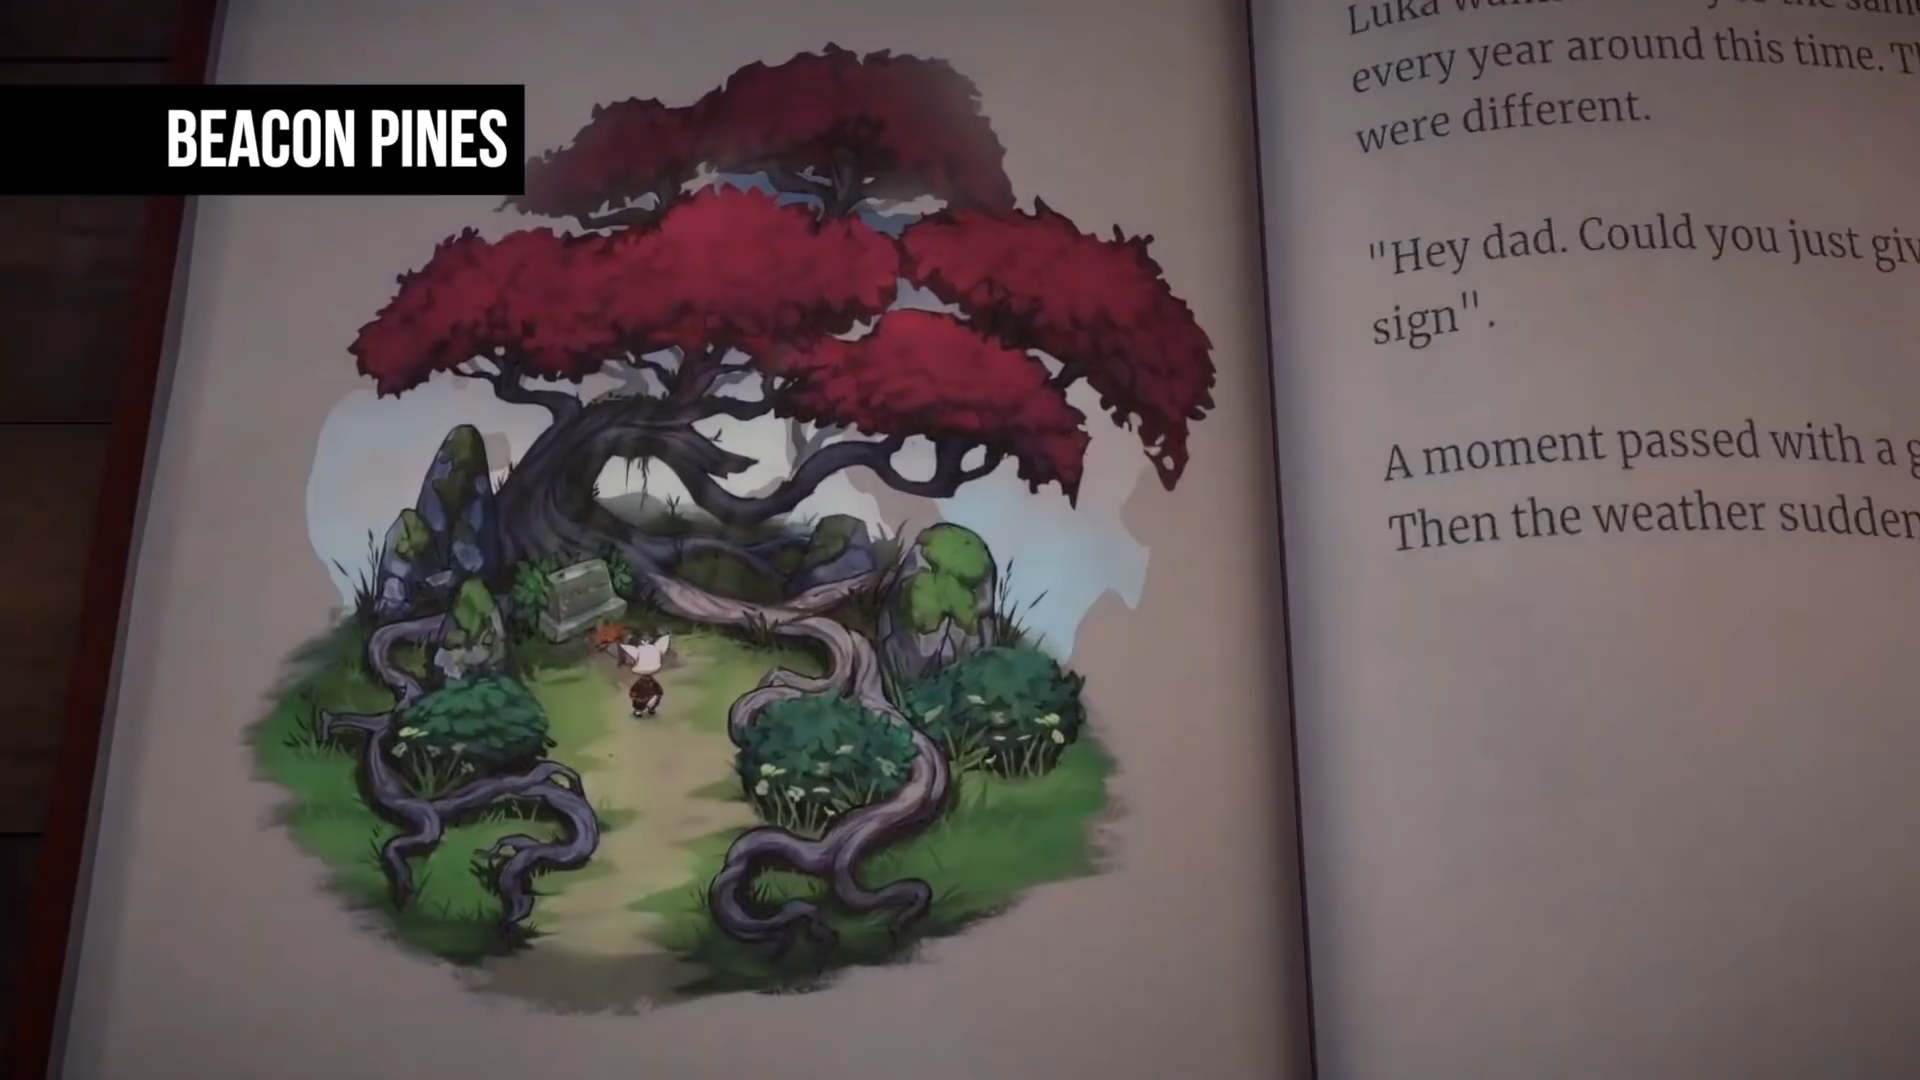 BEACON PINES
Luka
every year around this time.
were different.
"Hey dad. Could you just
sign".
A moment passed with a
Then the weather